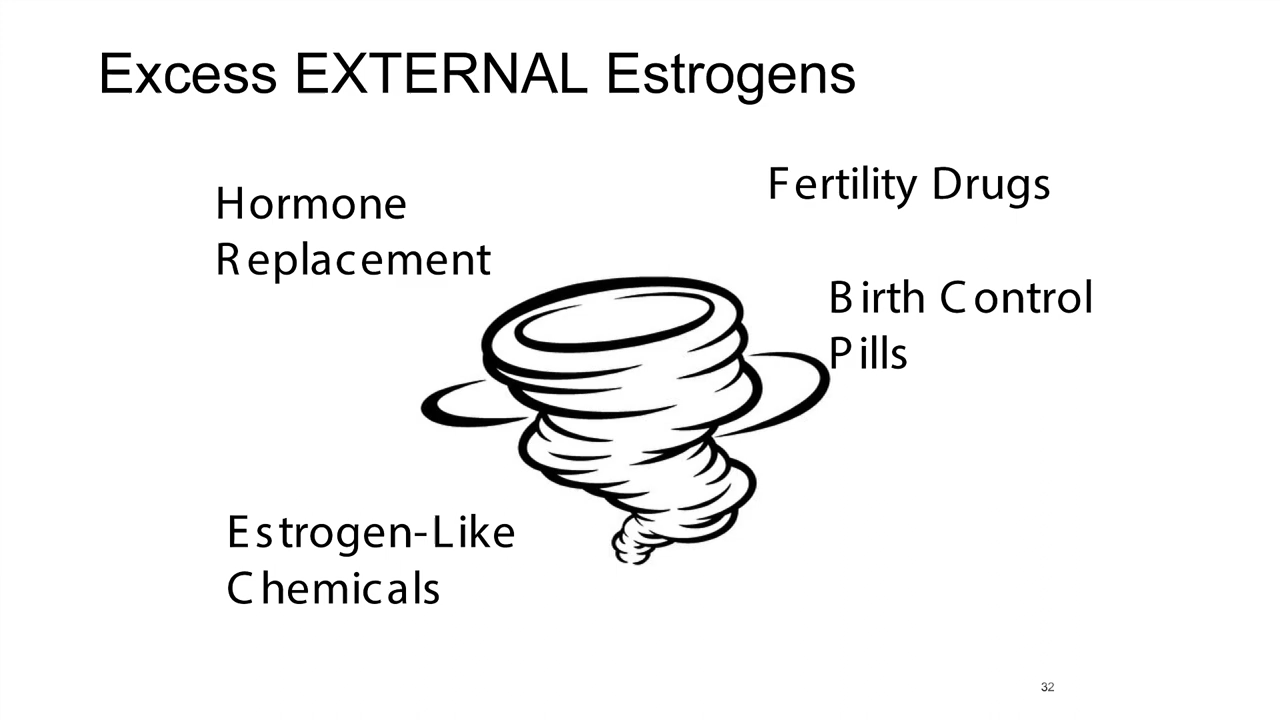 Excess EXTERNAL Estrogens
Hormone
Replacement
Fertility Drugs
Birth Control
Pills
Estrogen-Like
Chemicals
32